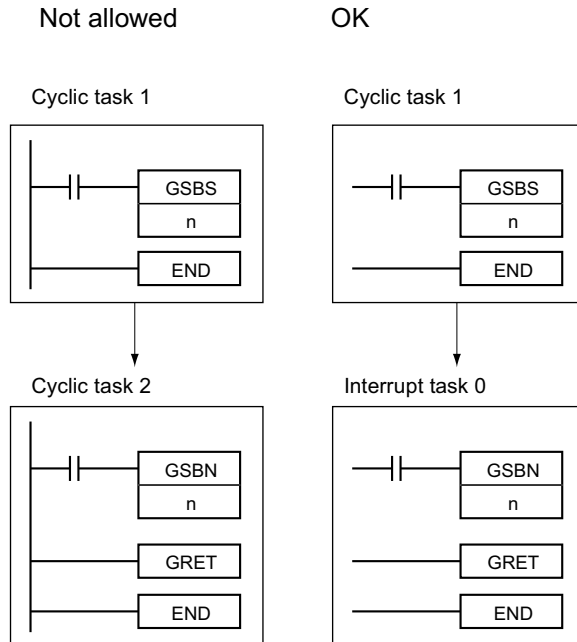 Not allowed
OK
Cyclic task 1
Cyclic task 1
GSBS
n
END
GSBS
n
END
Cyclic task 2
Interrupt task 0
GSBN
n
GRET
END
GSBN
n
GRET
END